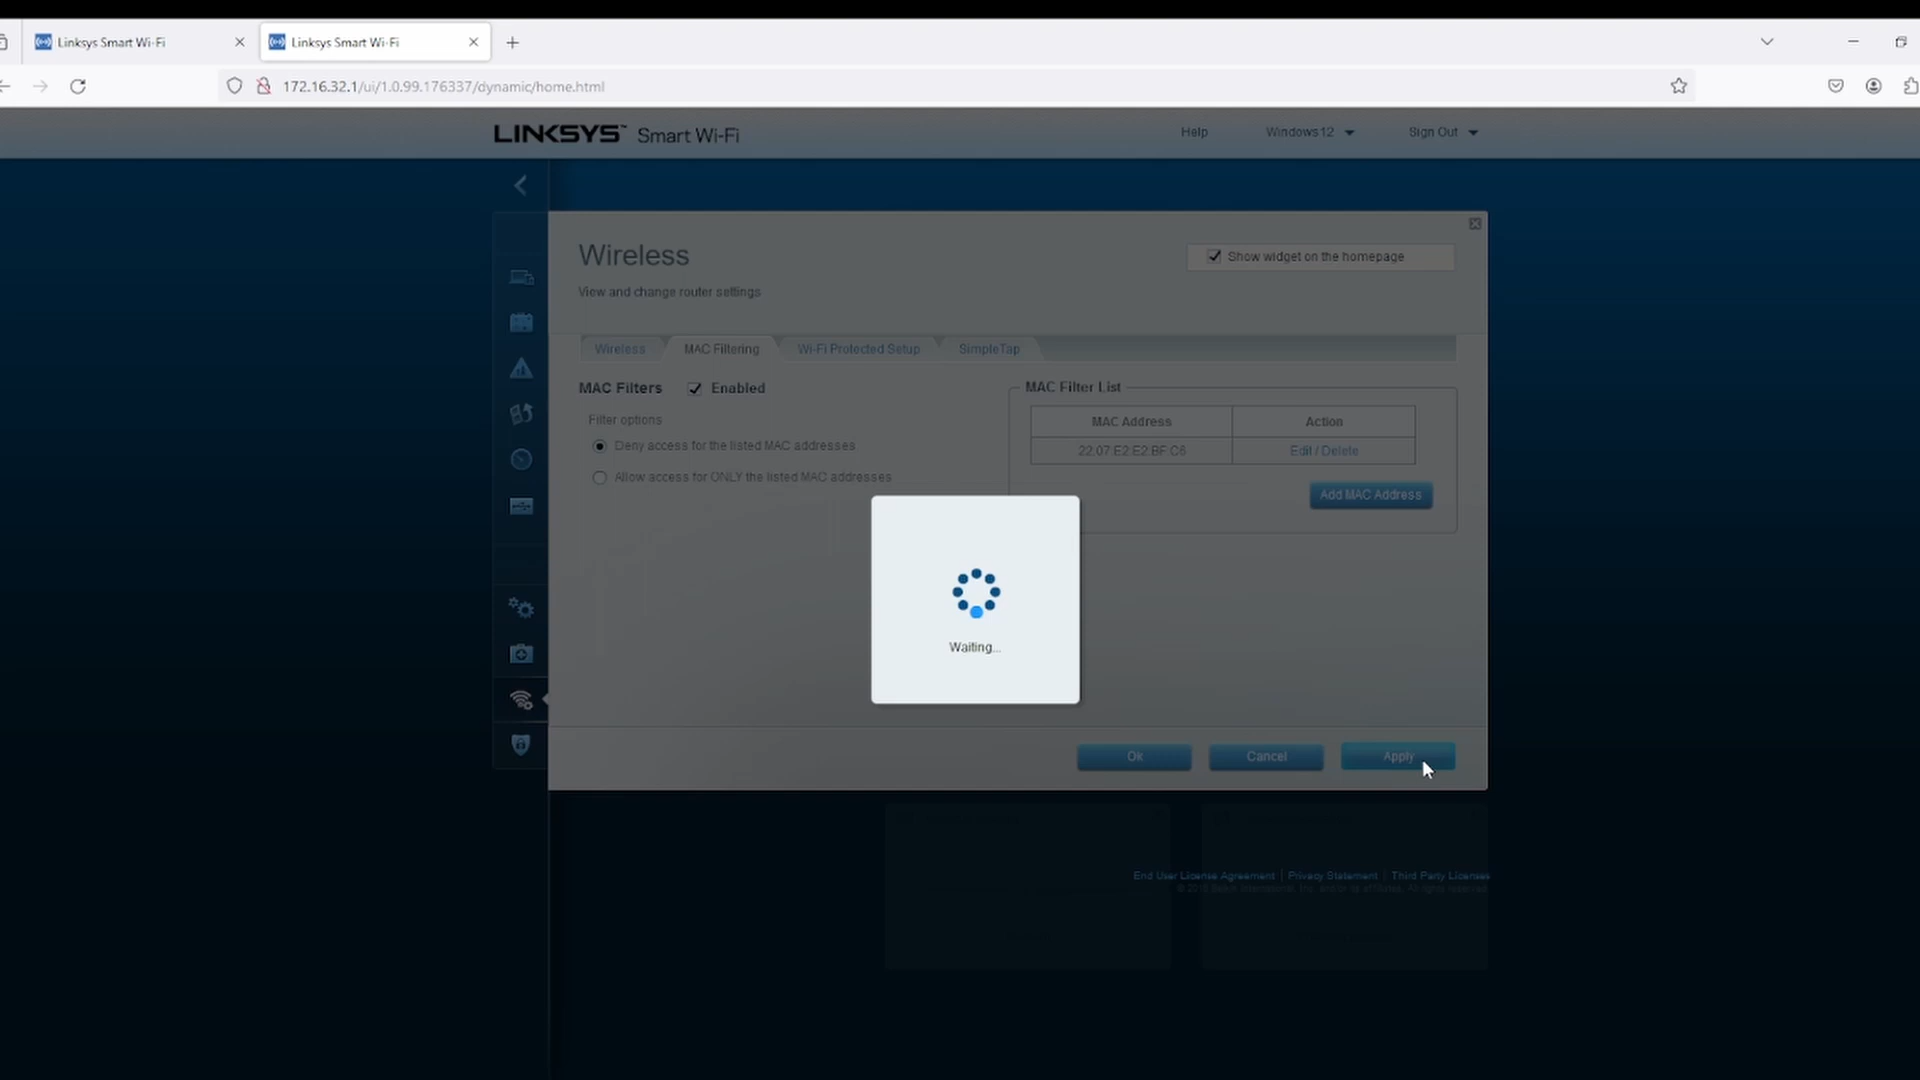 Linksys Smart Wi-Fi
Linksys Smart Wi-Fi
172.16.32.1/ui/1.0.99.176337/dynamic/home.html
LINKSYS™ Smart Wi-Fi
Help
Windows12
Sign Out
Wireless
Show widget on the homepage
View and change router settings
Wireless
MAC Filtering
Wi-Fi Protected Setup
SimpleTap
MAC Filters
Enabled
Filter options
Deny access for the listed MAC addresses
Allow access for ONLY the listed MAC addresses
MAC Filter List
MAC Address
Action
22:07:E2:E2:BF:C6
Edit / Delete
Add MAC Address
Waiting...
Ok
Cancel
Apply
End User License Agreement | Privacy Statement | Third Party Licenses